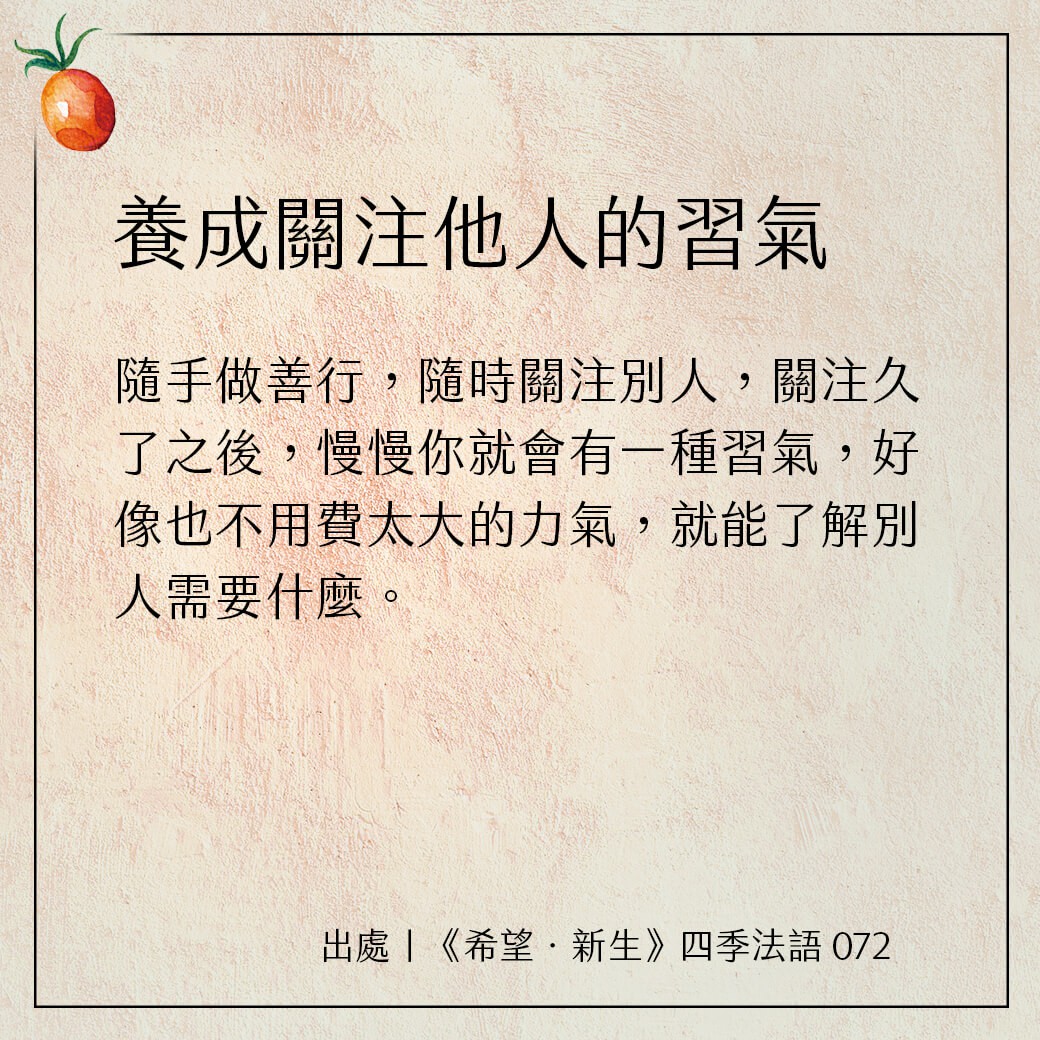 養成關注他人的習氣
隨手做善行，隨時關注別人，關注久
了之後，慢慢你就會有一種習氣，好
像也不用費太大的力氣，就能了解別
人需要什麼。
出處｜《希望．新生》四季法語 072